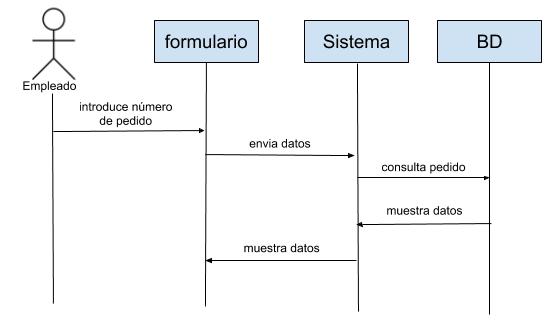 formulario
Sistema
BD
Empleado
introduce número
de pedido
envia datos
consulta pedido
muestra datos
muestra datos